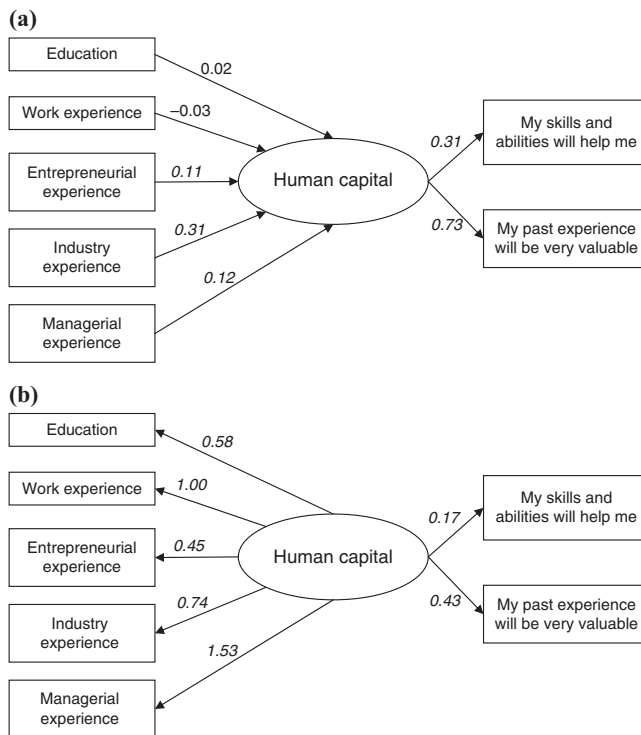 (a)
Education
0.02
Work experience
−0.03
Entrepreneurial
experience
0.11
Industry
experience
0.31
Managerial
experience
0.12
Human capital
0.31
My skills and
abilities will help me
0.73
My past experience
will be very valuable
(b)
Education
0.58
Work experience
1.00
Entrepreneurial
experience
0.45
Industry
experience
0.74
Managerial
experience
1.53
Human capital
0.17
My skills and
abilities will help me
0.43
My past experience
will be very valuable